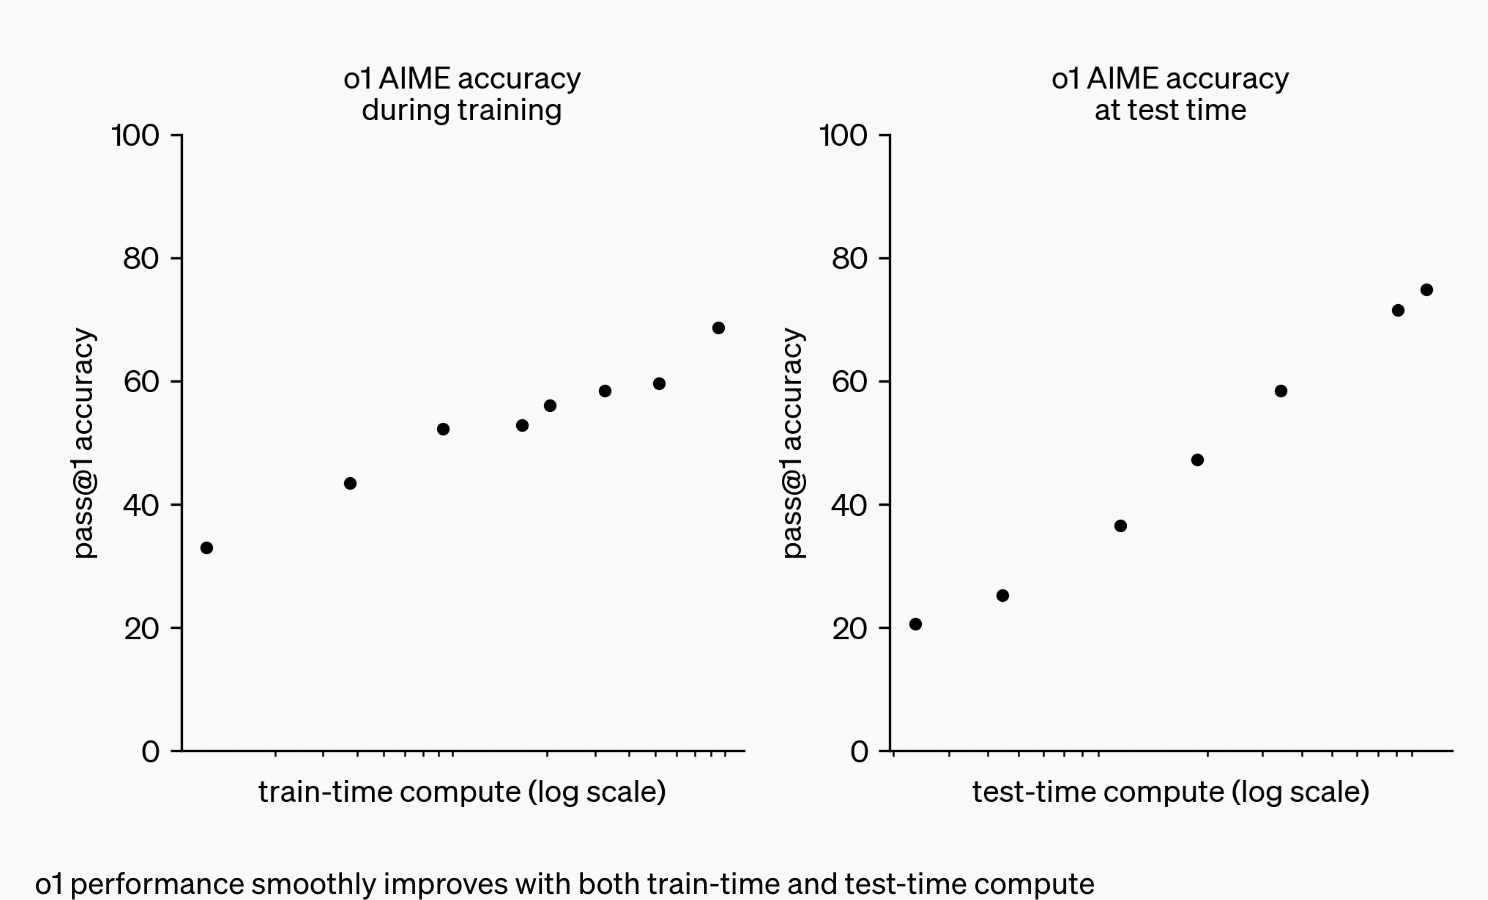 o1 AIME accuracy
during training
100
80
60
40
20
0
pass@1 accuracy
train-time compute (log scale)
o1 AIME accuracy
at test time
100
80
60
40
20
0
pass@1 accuracy
test-time compute (log scale)
o1 performance smoothly improves with both train-time and test-time compute